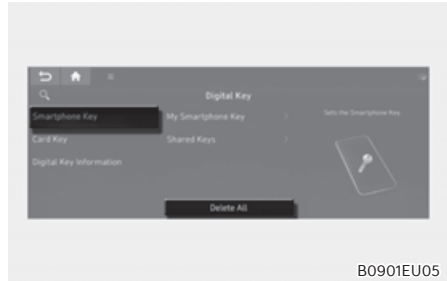 Digital Key
Smartphone Key
My Smartphone Key
Sets the Smartphone Key.
Card Key
Shared Keys
Digital Key Information
Delete All
B0901EU05